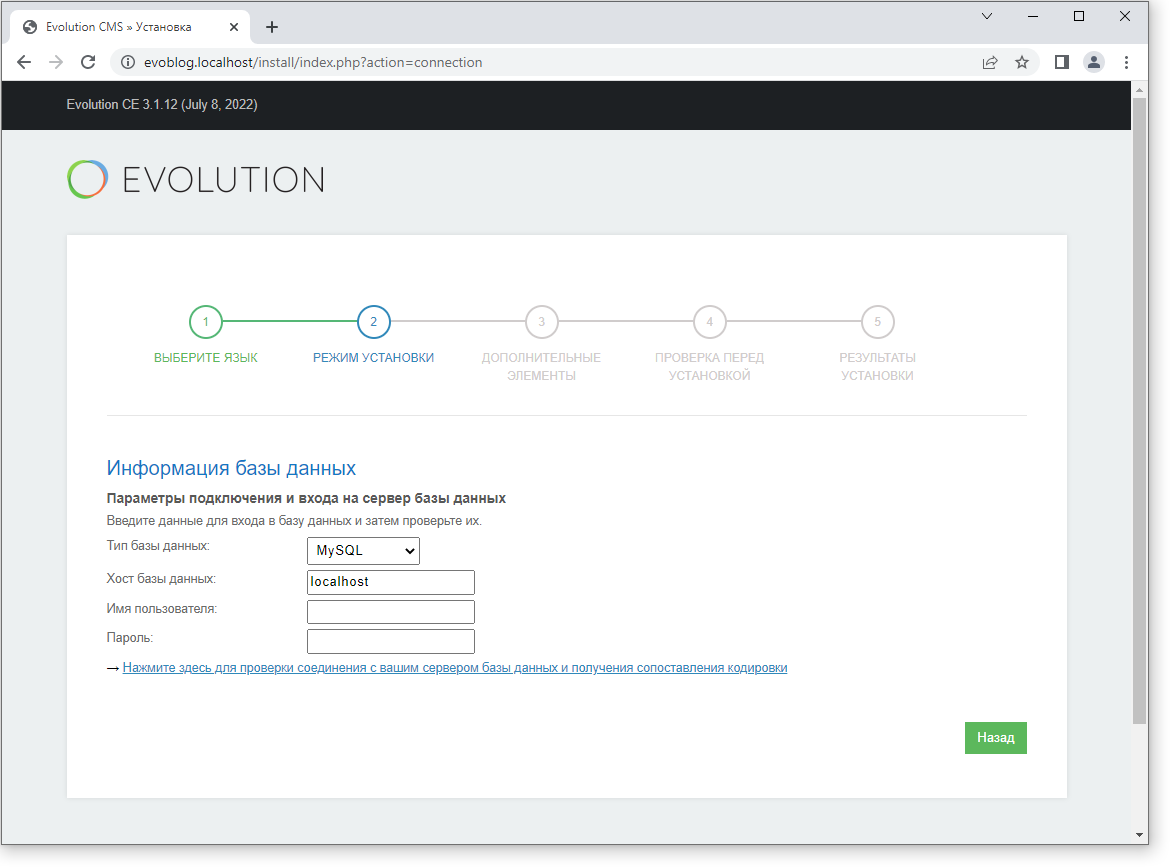 Evolution CMS » Установка
evoblog.localhost/install/index.php?action=connection
Evolution CE 3.1.12 (July 8, 2022)
EVOLUTION
1
2
3
4
5
ВЫБЕРИТЕ ЯЗЫК
РЕЖИМ УСТАНОВКИ
ДОПОЛНИТЕЛЬНЫЕ
ЭЛЕМЕНТЫ
ПРОВЕРКА ПЕРЕД
УСТАНОВКОЙ
РЕЗУЛЬТАТЫ
УСТАНОВКИ
Информация базы данных
Параметры подключения и входа на сервер базы данных
Введите данные для входа в базу данных и затем проверьте их.
Тип базы данных:
MySQL
Хост базы данных:
localhost
Имя пользователя:
Пароль:
→ Нажмите здесь для проверки соединения с вашим сервером базы данных и получения сопоставления кодировки
Назад